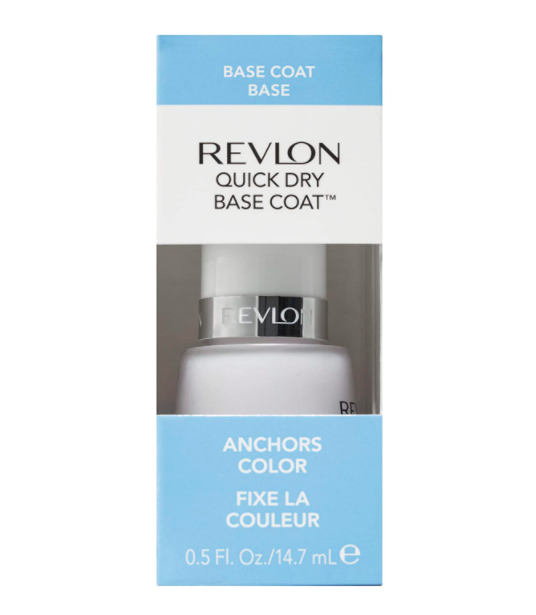 BASE COAT
BASE
REVLON
QUICK DRY
BASE COAT™
REVLON
RE
ANCHORS
COLOR
FIXE LA
COULEUR
0.5 Fl. Oz./14.7 mL ℮